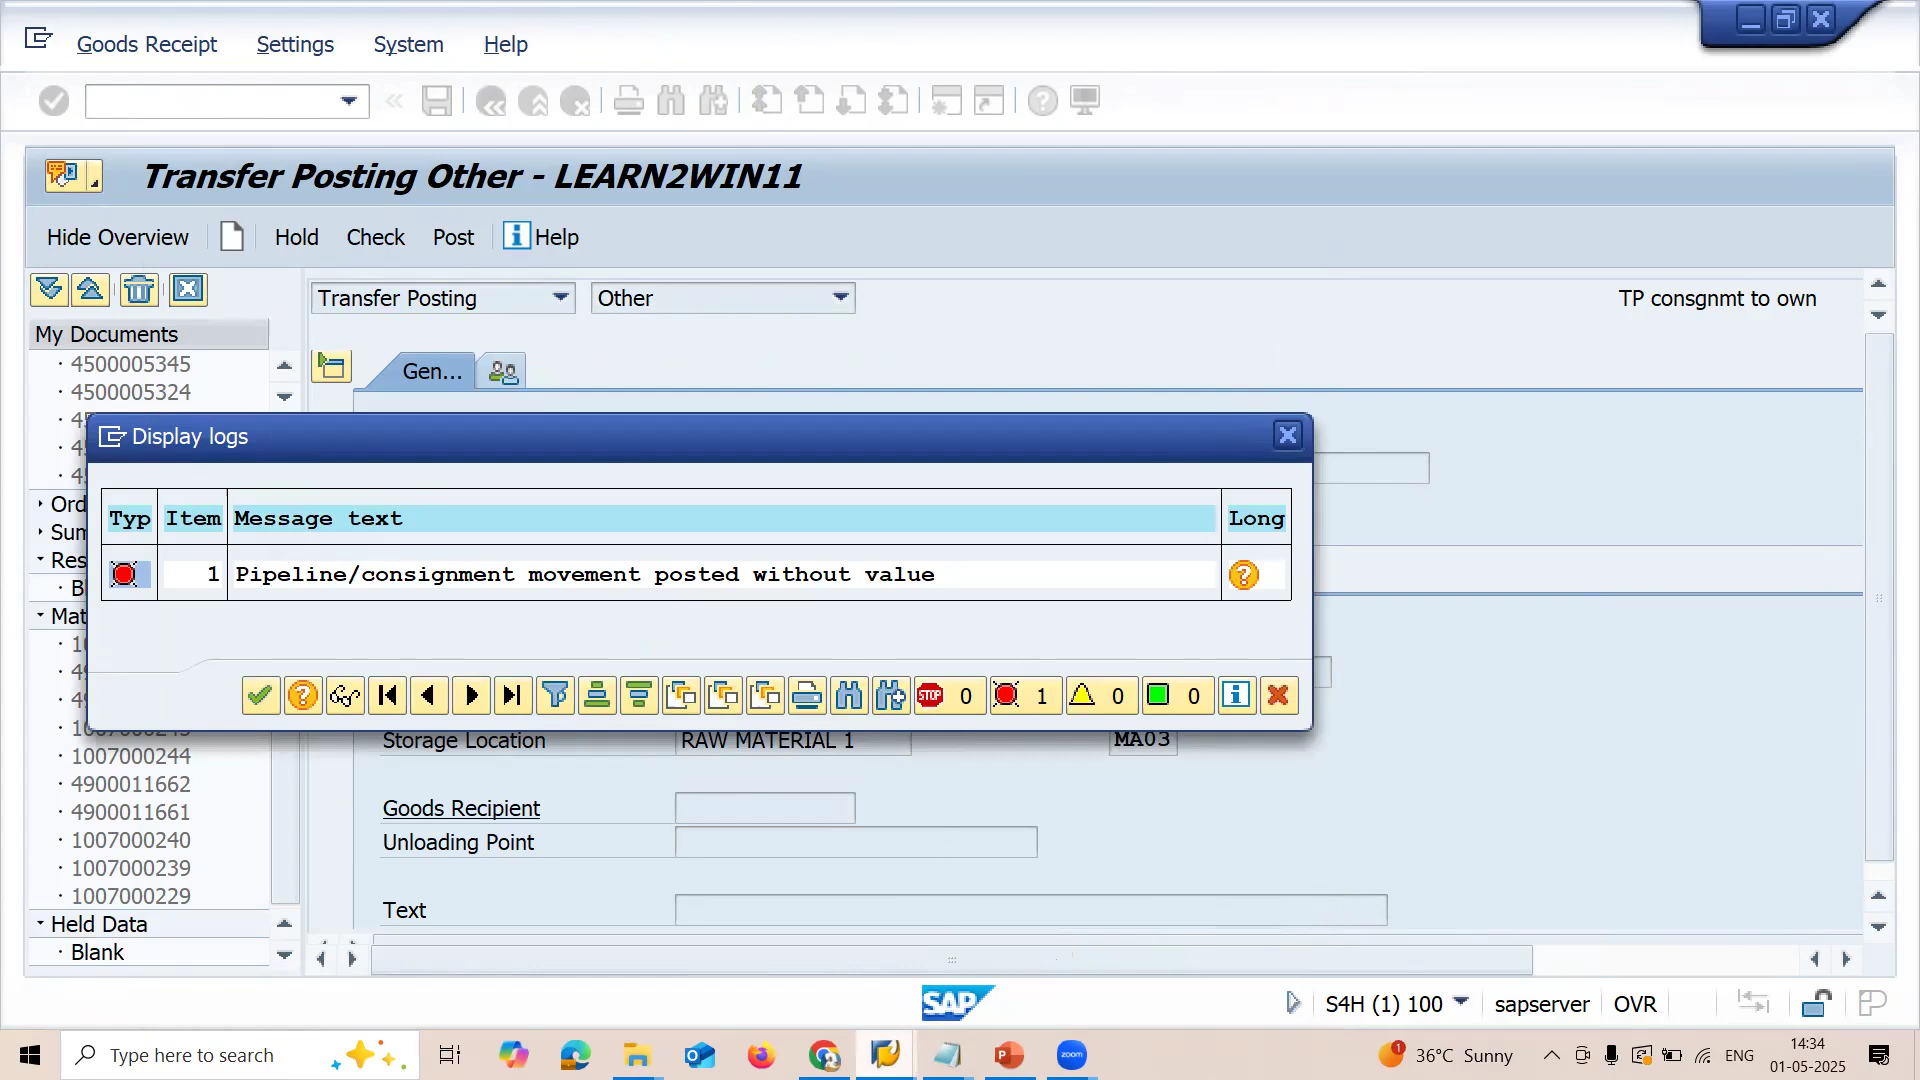 Goods Receipt Settings System Help
Transfer Posting Other - LEARN2WIN11
Hide Overview Hold Check Post Help
Transfer Posting Other TP consgnmt to own
My Documents
Gen...
4500005345
4500005324
Display logs
Typ Item Message text Long
1 Pipeline/consignment movement posted without value
STOP 0 1 0 0
Storage Location RAW MATERIAL 1 MA03
1007000244
4900011662
Goods Recipient
4900011661
Unloading Point
1007000240
1007000239
1007000229
Text
Held Data
Blank
SAP S4H (1) 100 sapserver OVR
Type here to search zoom 1 36°C Sunny ENG 14:34
01-05-2025